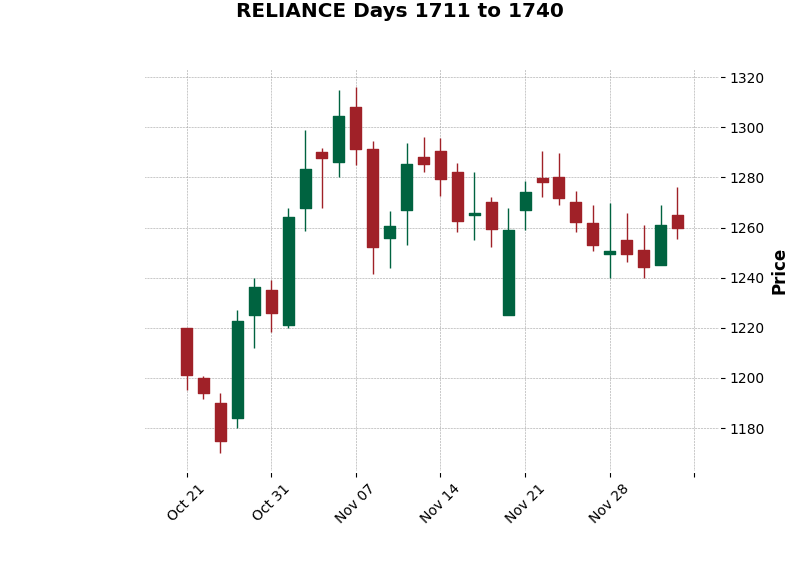 RELIANCE Days 1711 to 1740
1320
1300
1280
1260
1240
1220
1200
1180
Price
Oct 21
Oct 31
Nov 07
Nov 14
Nov 21
Nov 28